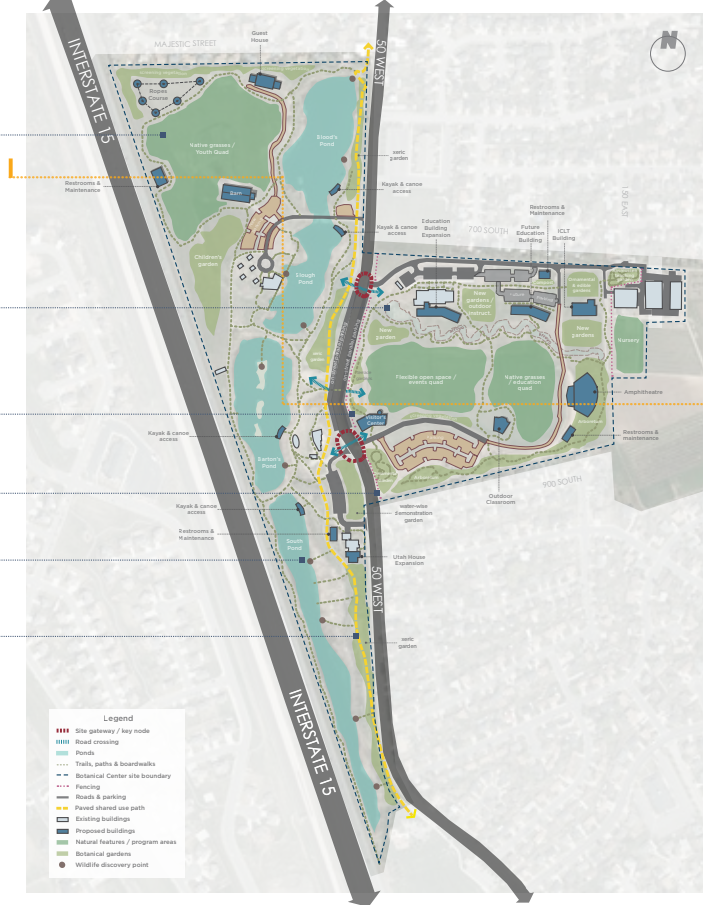 MAJESTIC STREET
Guest
House
50 WEST
N
INTERSTATE 15
Ropes
Course
Native grasses /
Youth Quad
Blood's
Pond
xeric
garden
Restrooms &
Maintenance
Barn
Kayak & canoe
access
Kayak & canoe
access
Education
Building
Expansion
700 SOUTH
Restrooms &
Maintenance
Future
Education
Building
ICLT
Building
150 EAST
Children's
garden
Slough
Pond
New
gardens /
outdoor
instruct
New
garden
New
gardens
Nursery
Flexible open space /
events quad
Native grasses
/ education
quad
Amphitheatre
Visitor's
Center
Restrooms &
maintenance
Kayak & canoe
access
Barton's
Pond
900 SOUTH
Outdoor
Classroom
Kayak & canoe
access
water-wise
demonstration
garden
Restrooms &
Maintenance
South
Pond
Utah House
Expansion
50 WEST
xeric
garden
INTERSTATE 15
Legend
Site gateway / key node
Road crossing
Ponds
Trails, paths & boardwalks
Botanical Center site boundary
Fencing
Roads & parking
Paved shared use path
Existing buildings
Proposed buildings
Natural features / program areas
Botanical gardens
Wildlife discovery point